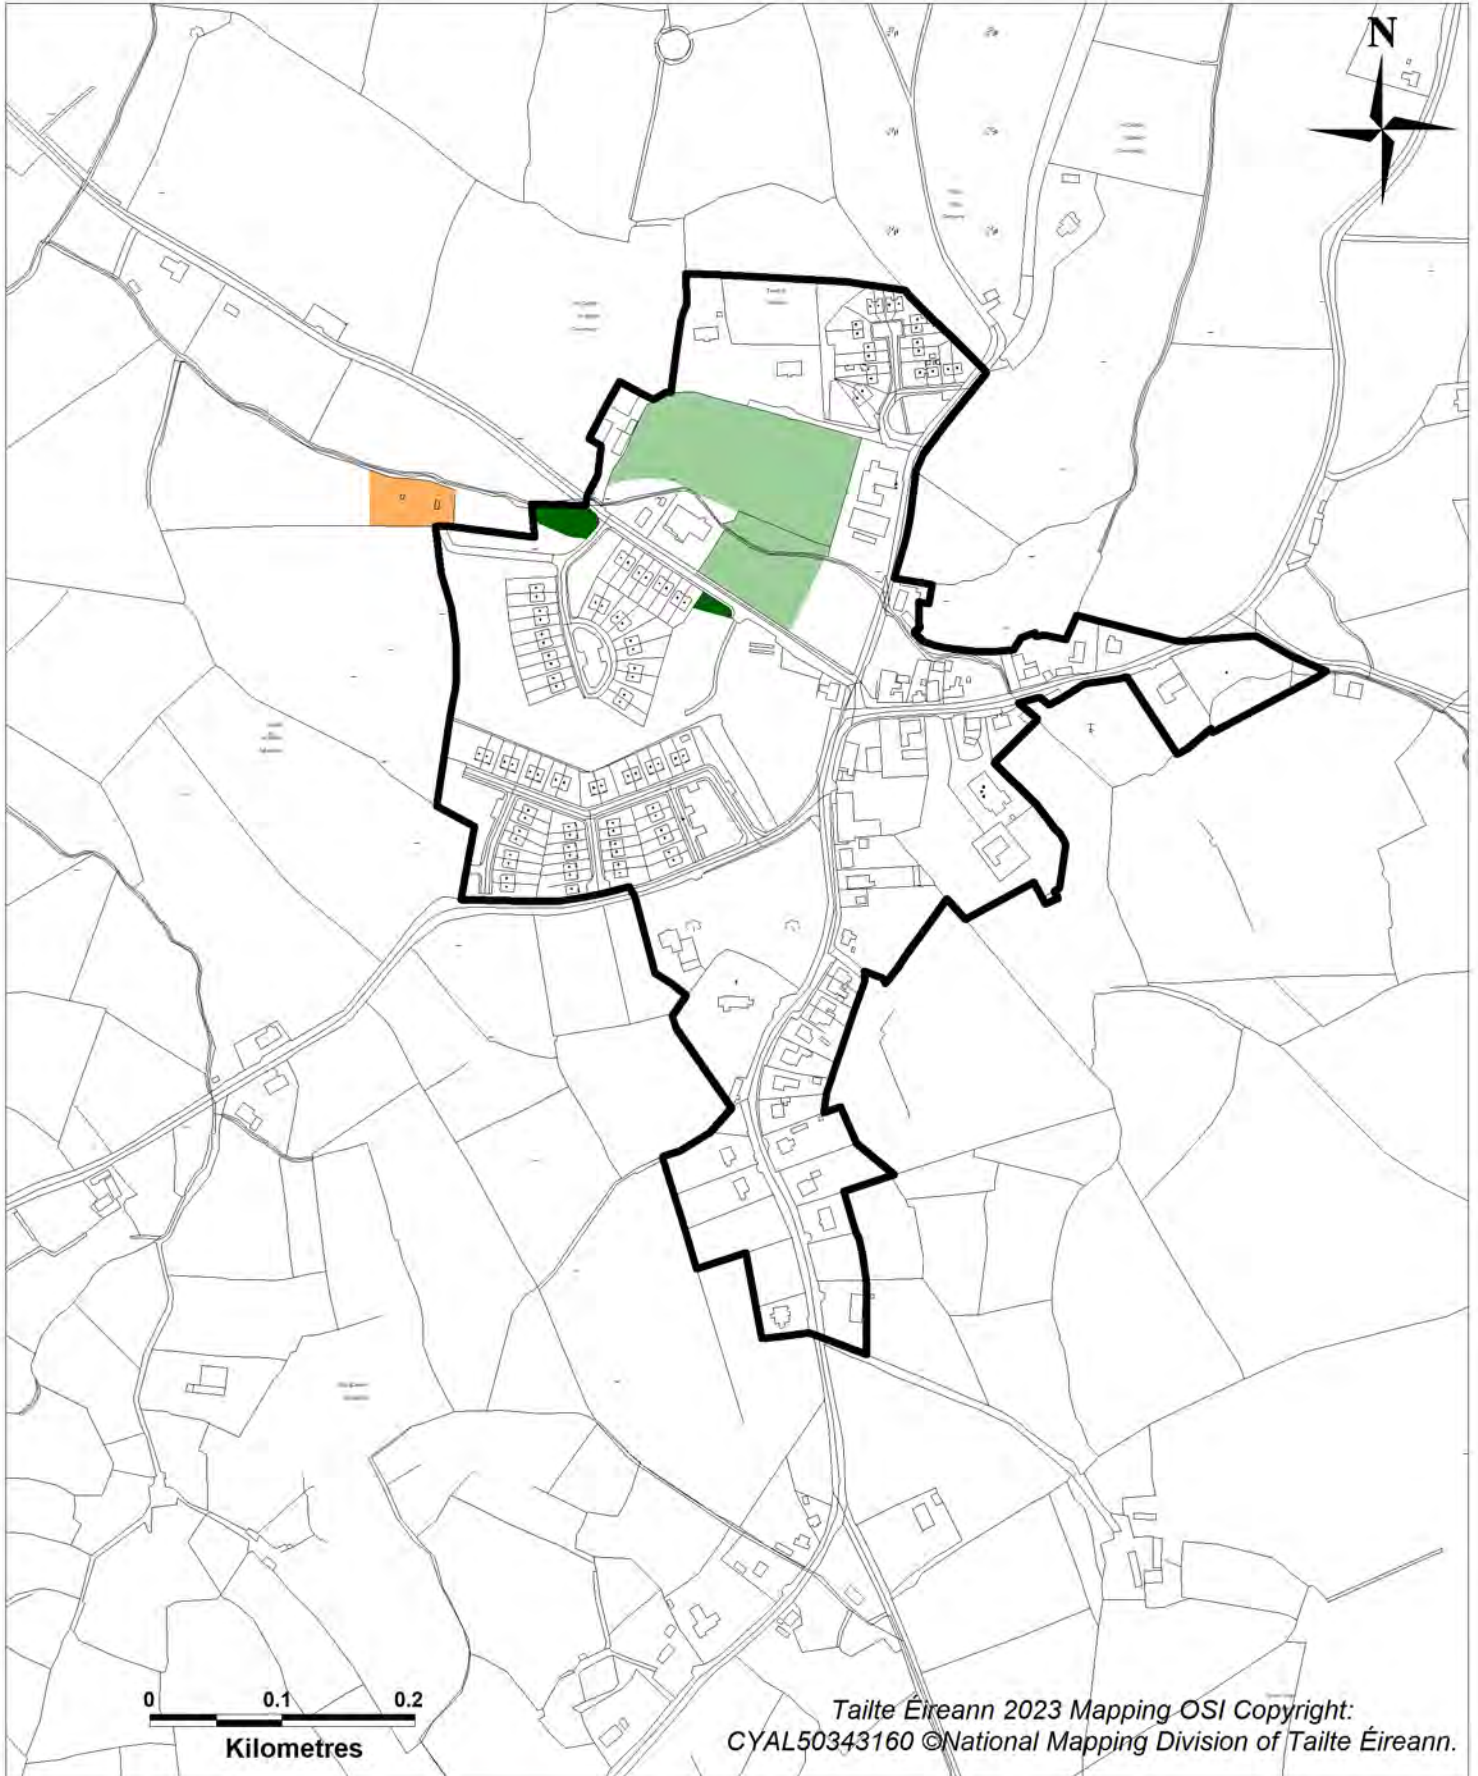 N
0 0.1 0.2
Kilometres
Tailte Éireann 2023 Mapping OSI Copyright:
CYAL50343160 ©National Mapping Division of Tailte Éireann.